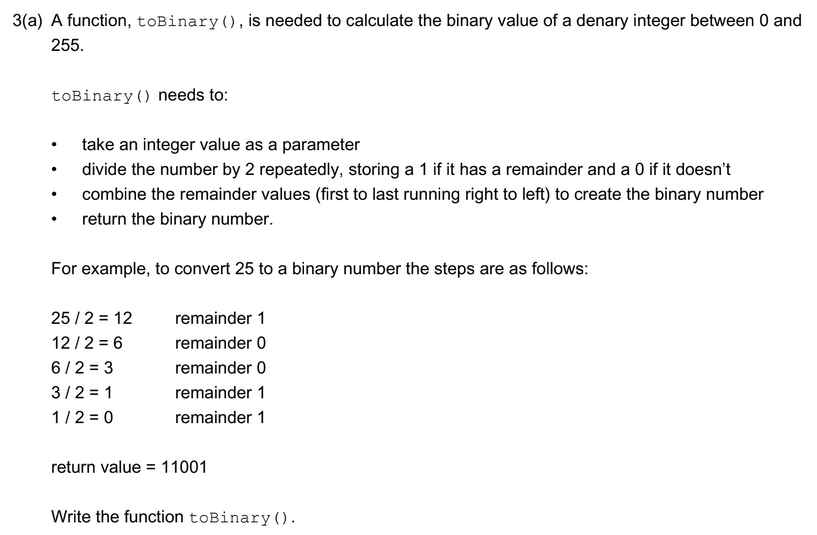 3(a) A function, toBinary(), is needed to calculate the binary value of a denary integer between 0 and
255.
toBinary() needs to:
• take an integer value as a parameter
• divide the number by 2 repeatedly, storing a 1 if it has a remainder and a 0 if it doesn't
• combine the remainder values (first to last running right to left) to create the binary number
• return the binary number.
For example, to convert 25 to a binary number the steps are as follows:
25 / 2 = 12 remainder 1
12 / 2 = 6 remainder 0
6 / 2 = 3 remainder 0
3 / 2 = 1 remainder 1
1 / 2 = 0 remainder 1
return value = 11001
Write the function toBinary().